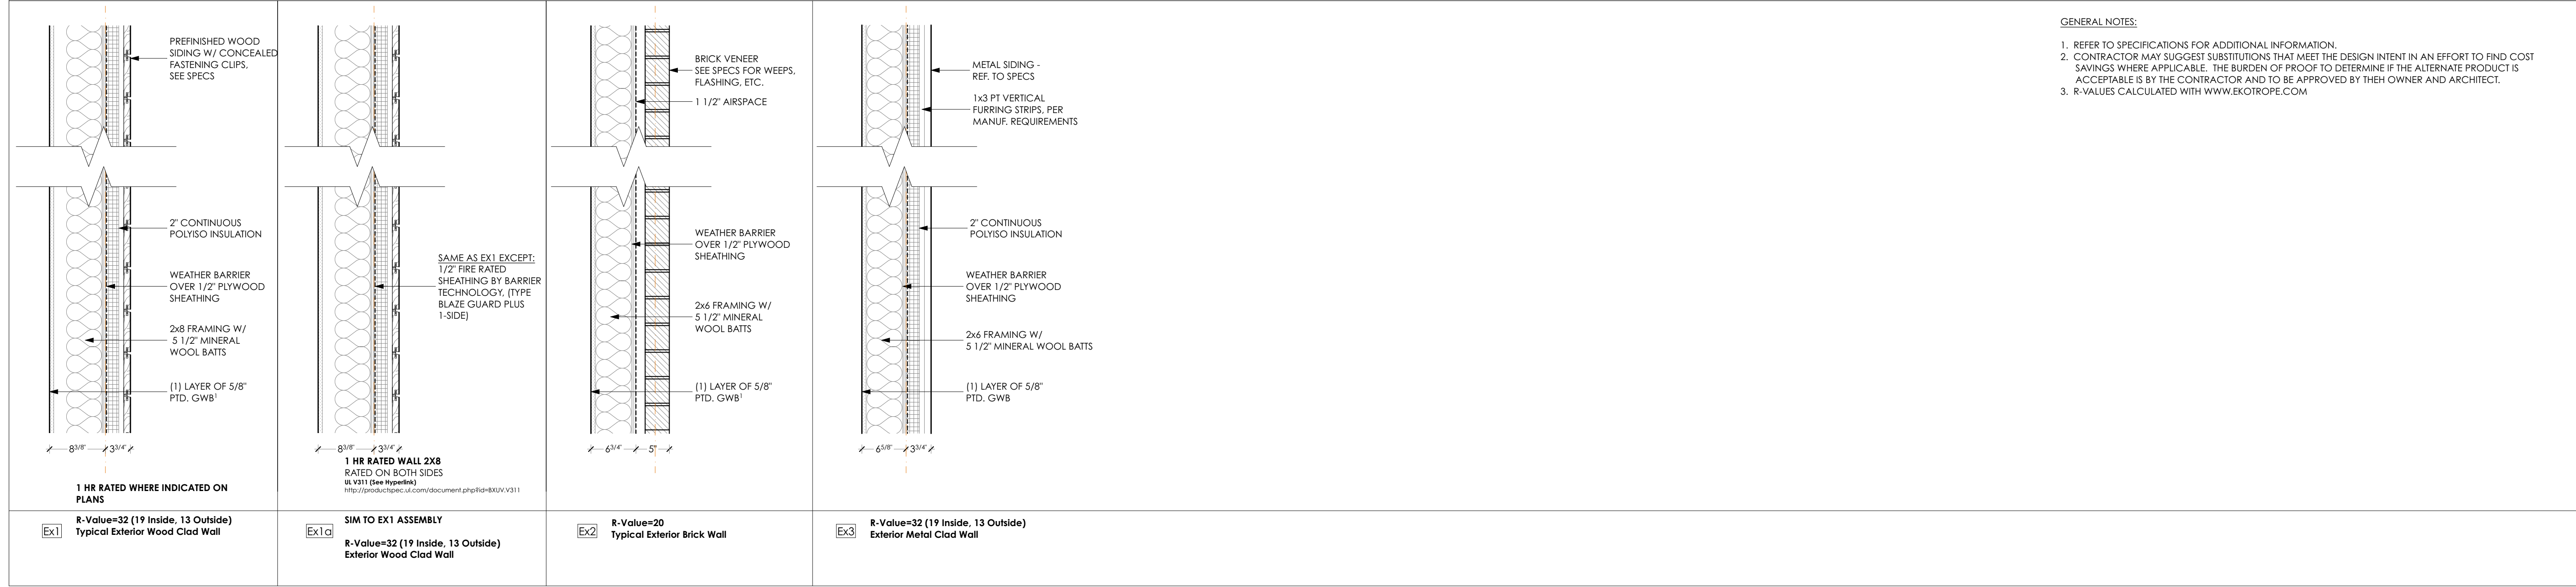 PREFINISHED WOOD
SIDING W/ CONCEALED
FASTENING CLIPS,
SEE SPECS
2" CONTINUOUS
POLYISO INSULATION
WEATHER BARRIER
OVER 1/2" PLYWOOD
SHEATHING
2x8 FRAMING W/
5 1/2" MINERAL
WOOL BATTS
(1) LAYER OF 5/8"
PTD. GWB¹
8 3/8"
3 3/4"
1 HR RATED WHERE INDICATED ON
PLANS
Ex1
R-Value=32 (19 Inside, 13 Outside)
Typical Exterior Wood Clad Wall
SAME AS EX1 EXCEPT:
1/2" FIRE RATED
SHEATHING BY BARRIER
TECHNOLOGY, (TYPE
BLAZE GUARD PLUS
1-SIDE)
8 3/8"
3 3/4"
1 HR RATED WALL 2X8
RATED ON BOTH SIDES
UL V311 (See Hyperlink)
http://productspec.ul.com/document.php?id=BXUV.V311
Ex1a
SIM TO EX1 ASSEMBLY
R-Value=32 (19 Inside, 13 Outside)
Exterior Wood Clad Wall
BRICK VENEER
SEE SPECS FOR WEEPS,
FLASHING, ETC.
1 1/2" AIRSPACE
WEATHER BARRIER
OVER 1/2" PLYWOOD
SHEATHING
2x6 FRAMING W/
5 1/2" MINERAL
WOOL BATTS
(1) LAYER OF 5/8"
PTD. GWB¹
6 3/4"
5"
Ex2
R-Value=20
Typical Exterior Brick Wall
METAL SIDING -
REF. TO SPECS
1x3 PT VERTICAL
FURRING STRIPS, PER
MANUF. REQUIREMENTS
2" CONTINUOUS
POLYISO INSULATION
WEATHER BARRIER
OVER 1/2" PLYWOOD
SHEATHING
2x6 FRAMING W/
5 1/2" MINERAL WOOL BATTS
(1) LAYER OF 5/8"
PTD. GWB
6 5/8"
3 3/4"
Ex3
R-Value=32 (19 Inside, 13 Outside)
Exterior Metal Clad Wall
GENERAL NOTES:
1. REFER TO SPECIFICATIONS FOR ADDITIONAL INFORMATION.
2. CONTRACTOR MAY SUGGEST SUBSTITUTIONS THAT MEET THE DESIGN INTENT IN AN EFFORT TO FIND COST
SAVINGS WHERE APPLICABLE. THE BURDEN OF PROOF TO DETERMINE IF THE ALTERNATE PRODUCT IS
ACCEPTABLE IS BY THE CONTRACTOR AND TO BE APPROVED BY THEH OWNER AND ARCHITECT.
3. R-VALUES CALCULATED WITH WWW.EKOTROPE.COM